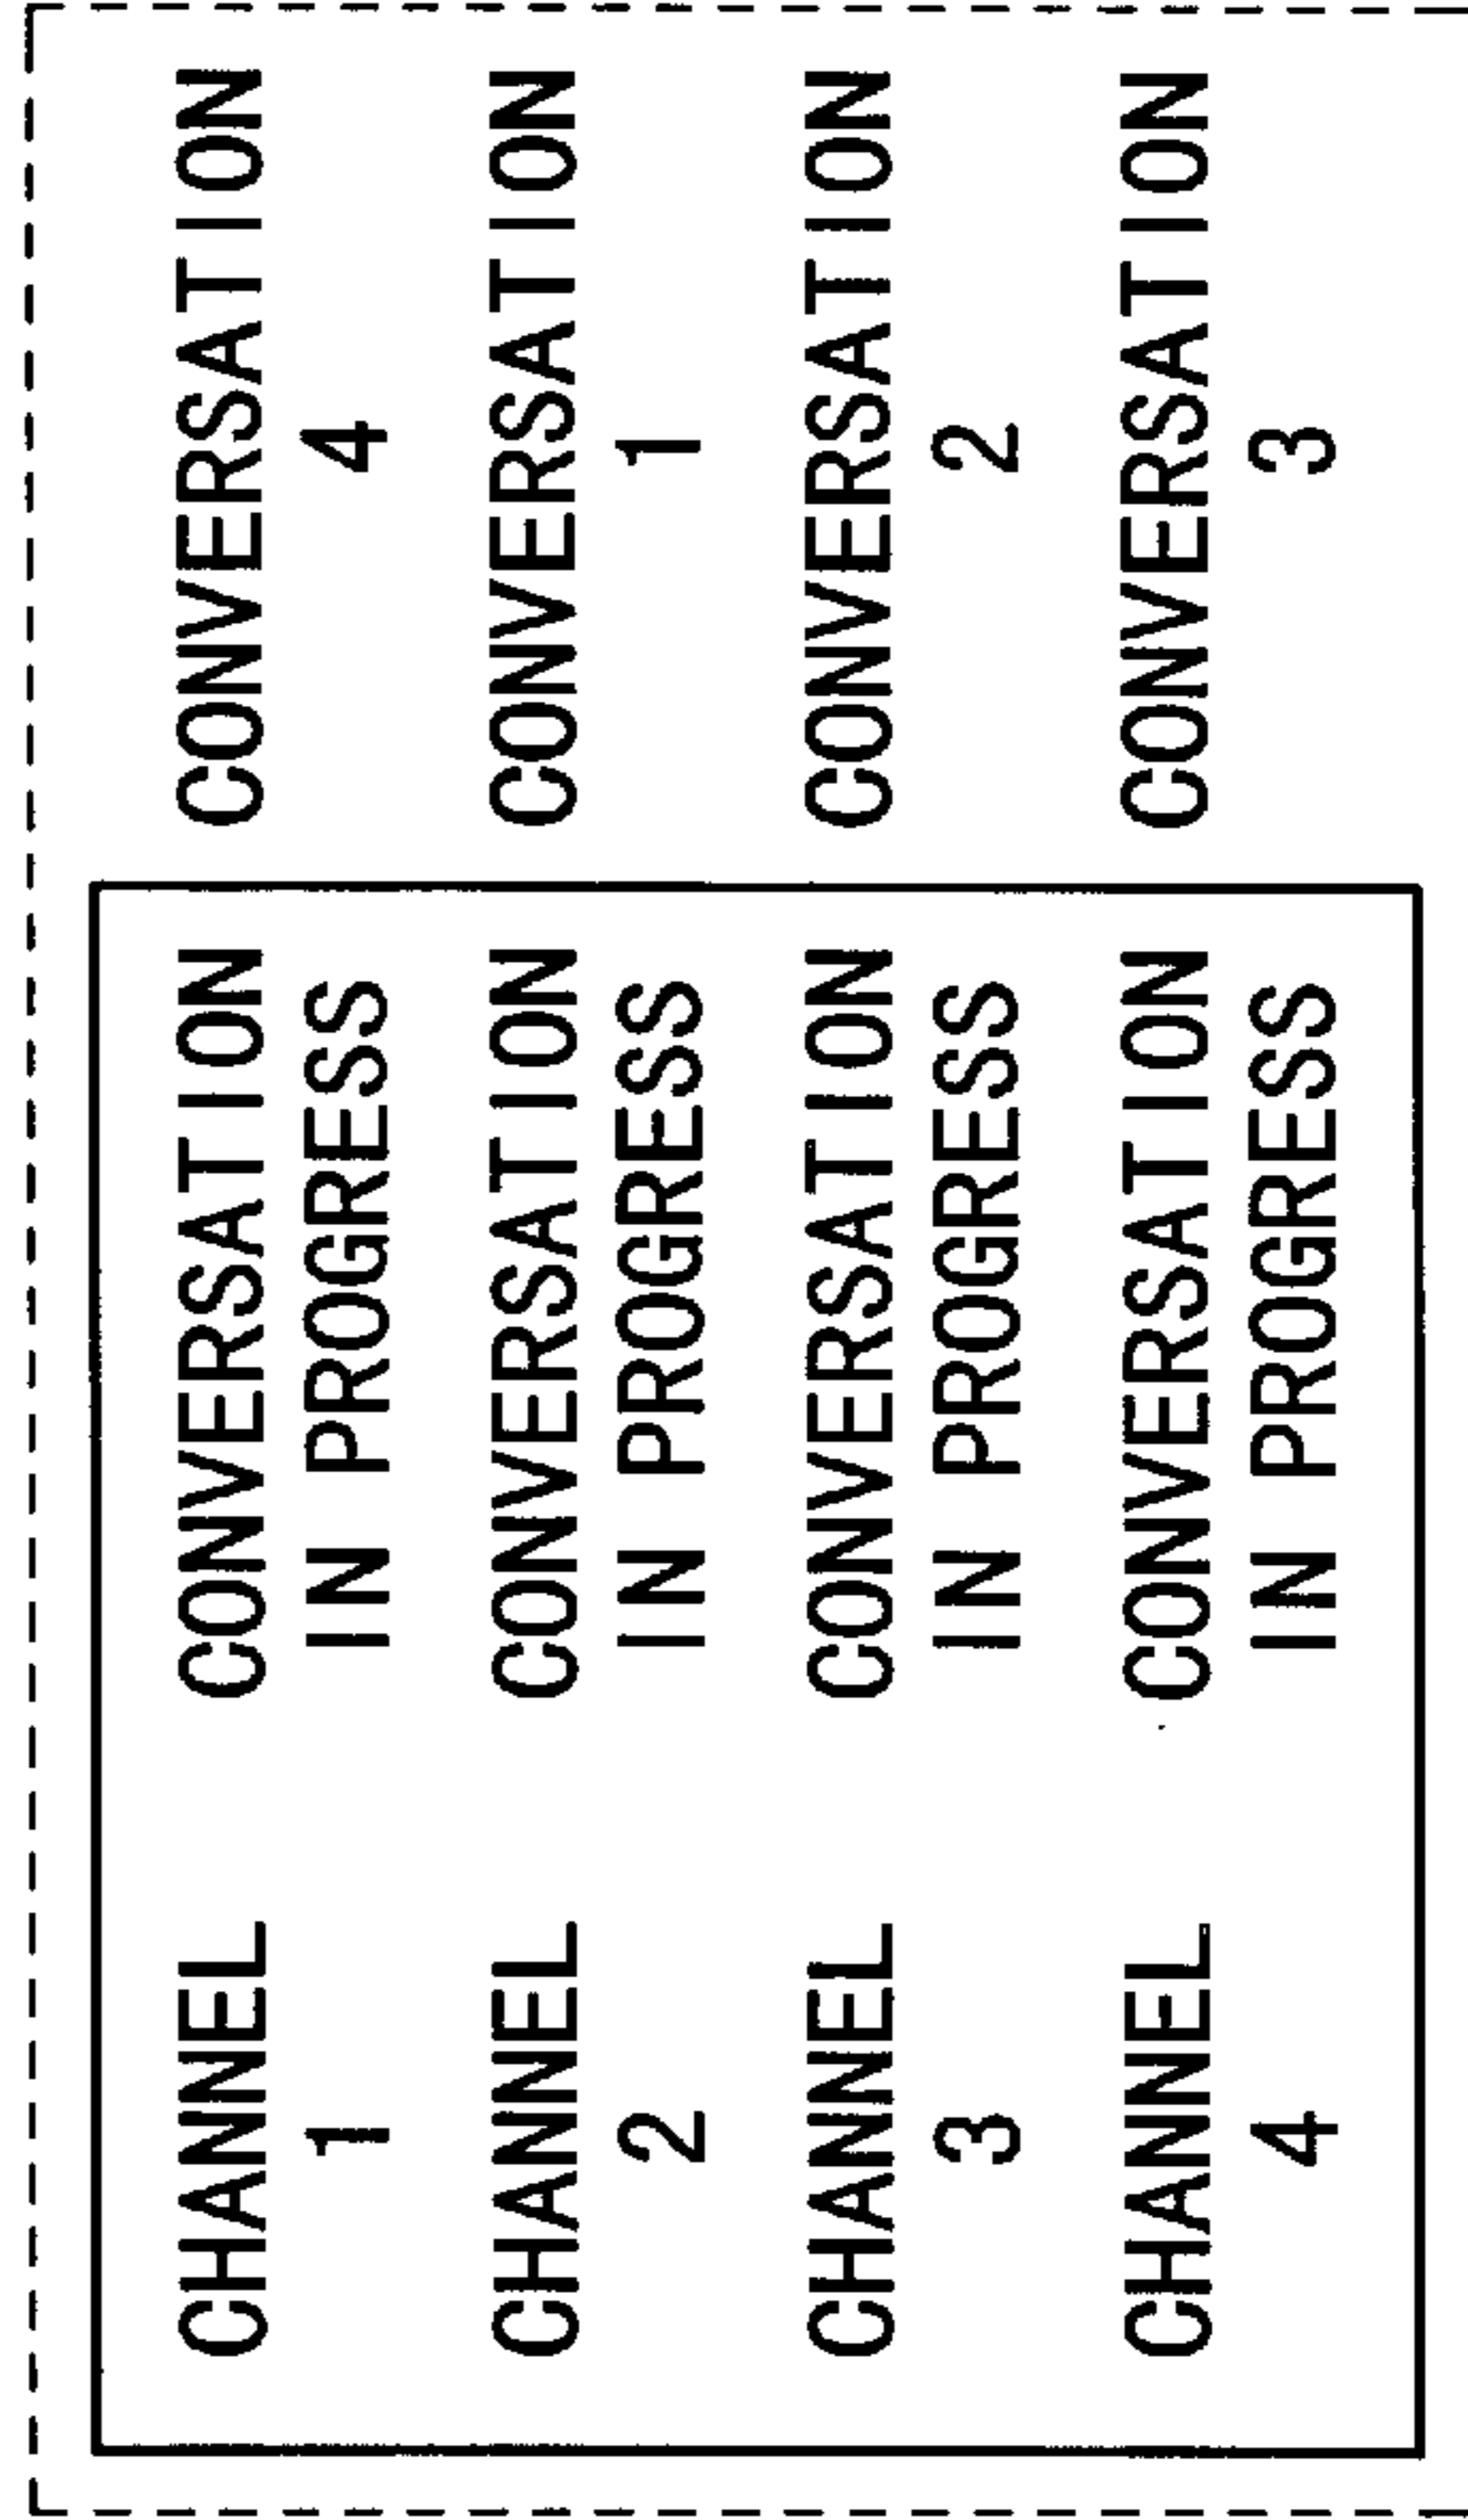 CHANNEL CONVERSATION CONVERSATION
1 IN PROGRESS 4
CHANNEL CONVERSATION CONVERSATION
2 IN PROGRESS 1
CHANNEL CONVERSATION CONVERSATION
3 IN PROGRESS 2
CHANNEL CONVERSATION CONVERSATION
4 IN PROGRESS 3